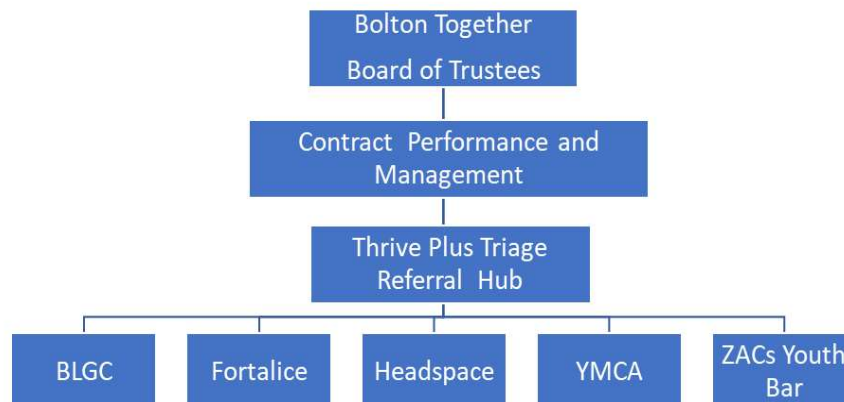 Bolton Together
Board of Trustees
Contract Performance and
Management
Thrive Plus Triage
Referral Hub
BLGC
Fortalice
Headspace
YMCA
ZACs Youth
Bar